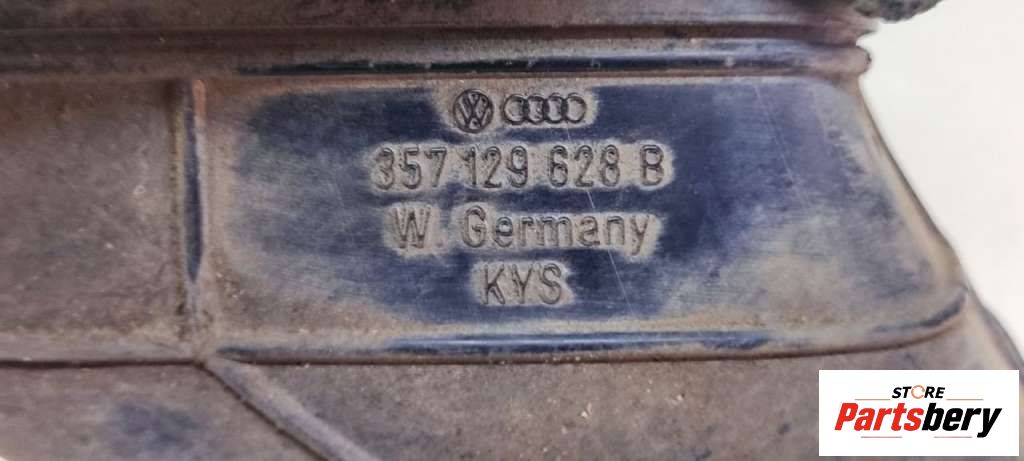 357 129 628 B
W. Germany
KYS
STORE
Partsbery